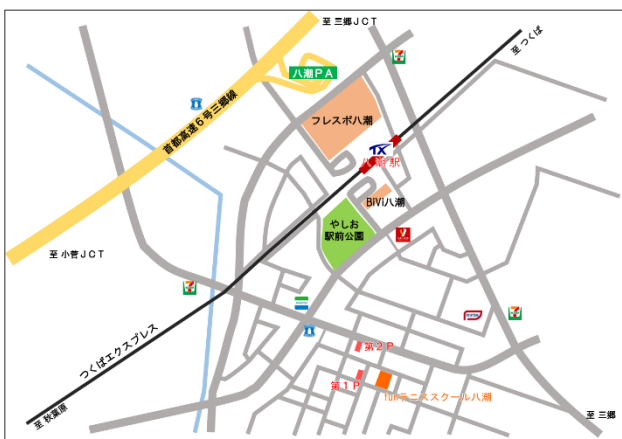 至 三郷JCT
至 つくば
八潮PA
首都高速6号三郷線
フレスポ八潮
TX
八潮駅
BiVi八潮
やしお
駅前公園
至 小菅JCT
つくばエクスプレス
第2P
第1P
funテニススクール八潮
至 秋葉原
至 三郷